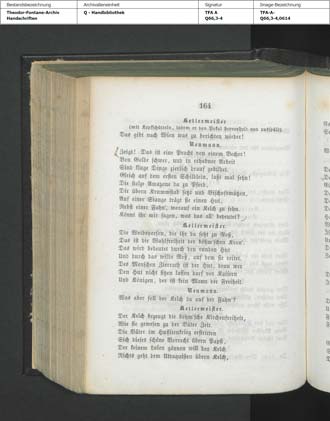 Bestandsbezeichnung
Archivalieneinheit
Signatur
Image-Bezeichnung
Theodor-Fontane-Archiv
Handschriften
Q - Handbibliothek
TFA A
Q66,3-4
TFA-A-
Q66,3-4,0614
464
Kellermeister
(mit Kopfschütteln, indem er den Pokal hervorholt und ausspület).
Das gibt nach Wien was zu berichten wieder!
Neumann.
Zeigt! Das ist eine Pracht von einem Becher!
Von Golde schwer, und in erhabner Arbeit
Sind kluge Dinge zierlich drauf gebildet.
Gleich auf dem ersten Schildlein, laßt mal sehn!
Die stolze Amazone da zu Pferd,
Die übern Krummstab setzt und Bischofsmützen,
Auf einer Stange trägt sie einen Hut,
Nebst einer Fahn', worauf ein Kelch zu sehn.
Könnt ihr mir sagen, was das all' bedeutet?
Kellermeister.
Die Weibsperson, die ihr da seht zu Roß,
Das ist die Wahlfreiheit der böhm'schen Kron'.
Das wird bedeutet durch den runden Hut
Und durch das wilde Roß, auf dem sie reitet.
Des Menschen Zierrath ist der Hut, denn wer
Den Hut nicht sitzen lassen darf vor Kaisern
Und Königen, der ist kein Mann der Freiheit.
Neumann.
Was aber soll der Kelch da auf der Fahn'?
Kellermeister.
Der Kelch bezeugt die böhm'sche Kirchenfreiheit,
Wie sie gewesen zu der Väter Zeit.
Die Väter im Hussitenkrieg erstritten
Sich dieses schöne Vorrecht übern Papst,
Der keinem Laien gönnen will den Kelch.
Nichts geht dem Utraquisten übern Kelch,